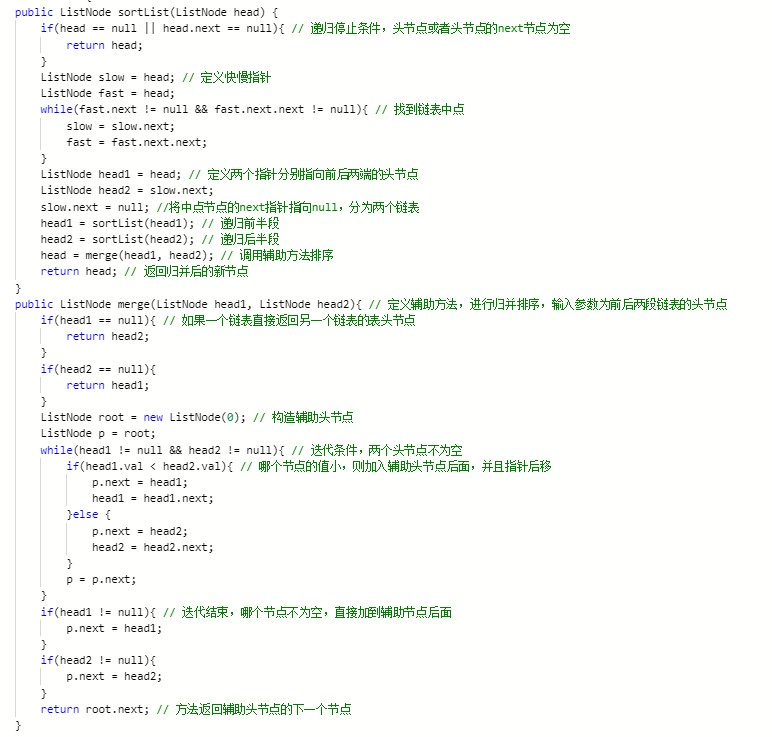 public ListNode sortList(ListNode head) {
    if(head == null || head.next == null){ // 递归停止条件，头节点或者头节点的next节点为空
        return head;
    }
    ListNode slow = head; // 定义快慢指针
    ListNode fast = head;
    while(fast.next != null && fast.next.next != null){ // 找到链表中点
        slow = slow.next;
        fast = fast.next.next;
    }
    ListNode head1 = head; // 定义两个指针分别指向前后两端的头节点
    ListNode head2 = slow.next;
    slow.next = null; //将中点节点的next指针指向null，分为两个链表
    head1 = sortList(head1); // 递归前半段
    head2 = sortList(head2); // 递归后半段
    head = merge(head1, head2); // 调用辅助方法排序
    return head; // 返回归并后的新节点
}
public ListNode merge(ListNode head1, ListNode head2){ // 定义辅助方法，进行归并排序，输入参数为前后两段链表的头节点
    if(head1 == null){ // 如果一个链表直接返回另一个链表的表头节点
        return head2;
    }
    if(head2 == null){
        return head1;
    }
    ListNode root = new ListNode(0); // 构造辅助头节点
    ListNode p = root;
    while(head1 != null && head2 != null){ // 迭代条件，两个头节点不为空
        if(head1.val < head2.val){ // 哪个节点的值小，则加入辅助头节点后面，并且指针后移
            p.next = head1;
            head1 = head1.next;
        }else {
            p.next = head2;
            head2 = head2.next;
        }
        p = p.next;
    }
    if(head1 != null){ // 迭代结束，哪个节点不为空，直接加到辅助节点后面
        p.next = head1;
    }
    if(head2 != null){
        p.next = head2;
    }
    return root.next; // 方法返回辅助头节点的下一个节点
}